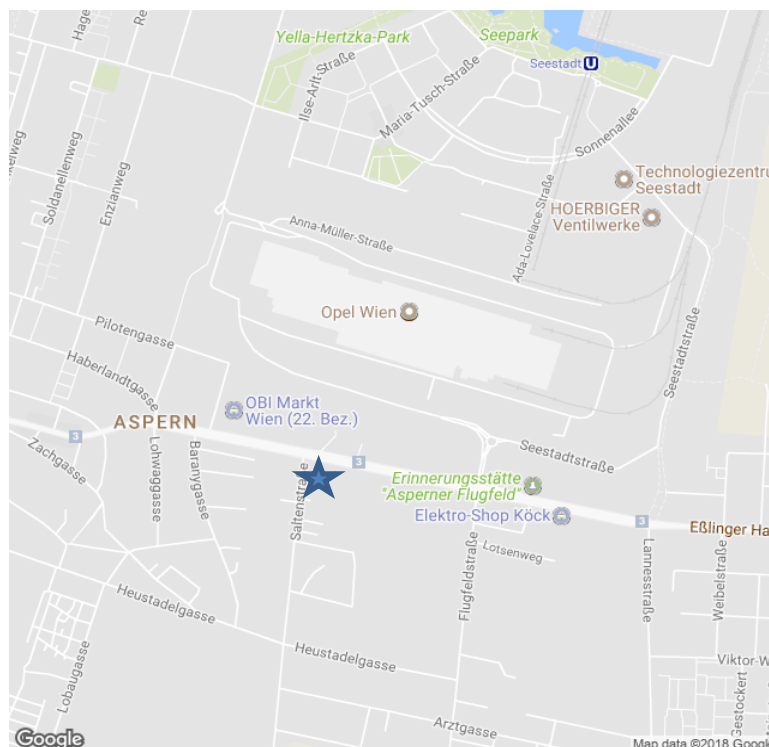 Yella-Hertzka-Park
Seepark
Seestadt U
Ilse-Arlt-Straße
Maria-Tusch-Straße
Sonnenallee
Soldanellenweg
Enzianweg
Technologiezentru
Seestadt
HOERBIGER
Ventilwerke
Anna-Müller-Straße
Ada-Lovelace-Straße
Opel Wien
Pilotengasse
Seestadtstraße
Haberlandtgasse
OBI Markt
Wien (22. Bez.)
ASPERN
3
Zachgasse
Lohwaggasse
Baranygasse
3
Seestadtstraße
Saltenstraße
Erinnerungsstätte
"Asperner Flugfeld"
Elektro-Shop Köck
3
Eßlinger Ha
Lotsenweg
Flugfeldstraße
Lannesstraße
Weibelstraße
Heustadelgasse
Heustadelgasse
Lobaugasse
Viktor-W
Gestockert
Arztgasse
Google
Map data ©2018 Google